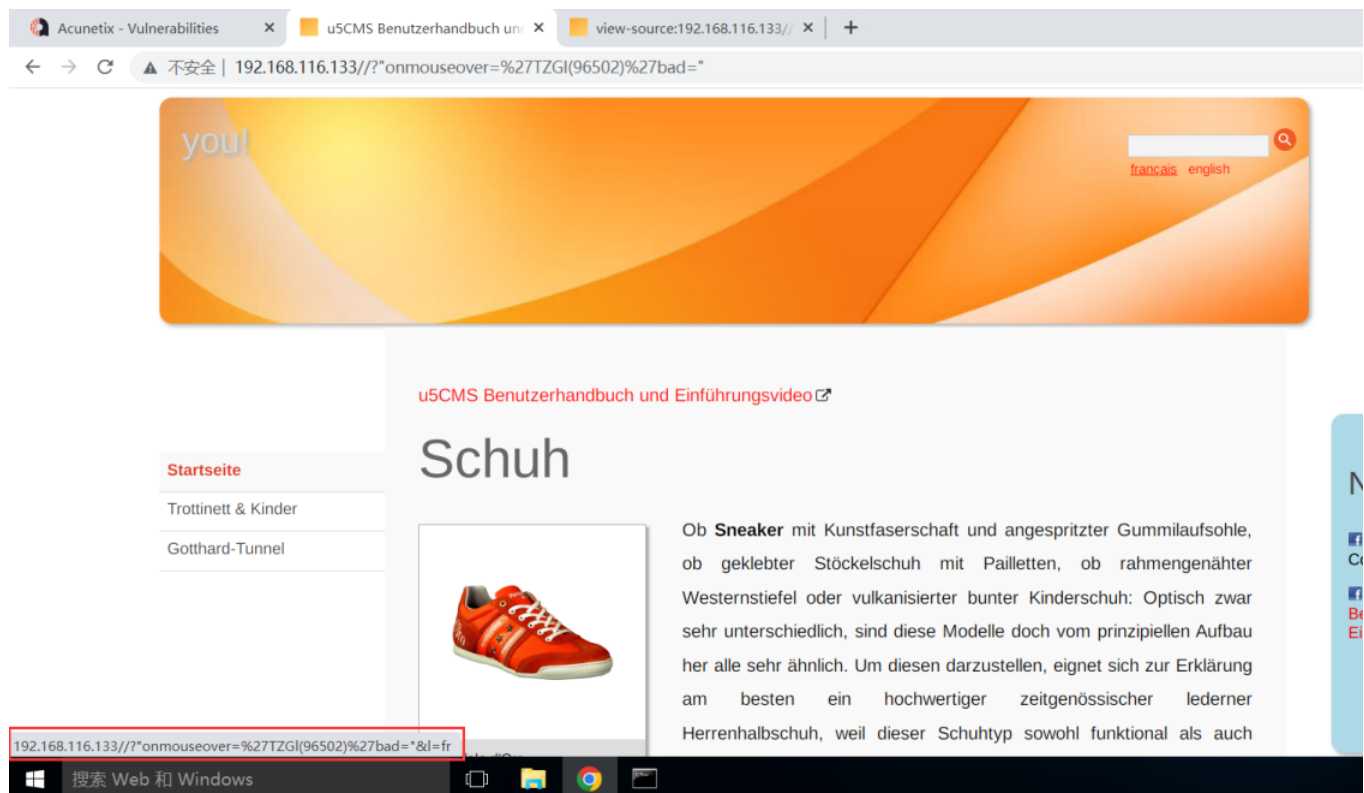 Acunetix - Vulnerabilities
u5CMS Benutzerhandbuch un
view-source:192.168.116.133//
不安全 | 192.168.116.133//?"onmouseover=%27TZGl(96502)%27bad="
you!
français english
u5CMS Benutzerhandbuch und Einführungsvideo
Schuh
Startseite
Trottinett & Kinder
Gotthard-Tunnel
Ob Sneaker mit Kunstfaserschaft und angespritzter Gummilaufsohle,
ob geklebter Stöckelschuh mit Pailletten, ob rahmengenähter
Westernstiefel oder vulkanisierter bunter Kinderschuh: Optisch zwar
sehr unterschiedlich, sind diese Modelle doch vom prinzipiellen Aufbau
her alle sehr ähnlich. Um diesen darzustellen, eignet sich zur Erklärung
am besten ein hochwertiger zeitgenössischer lederner
Herrenhalbschuh, weil dieser Schuhtyp sowohl funktional als auch
N
Co
Be
Ei
192.168.116.133//?"onmouseover=%27TZGl(96502)%27bad="&l=fr
搜索 Web 和 Windows